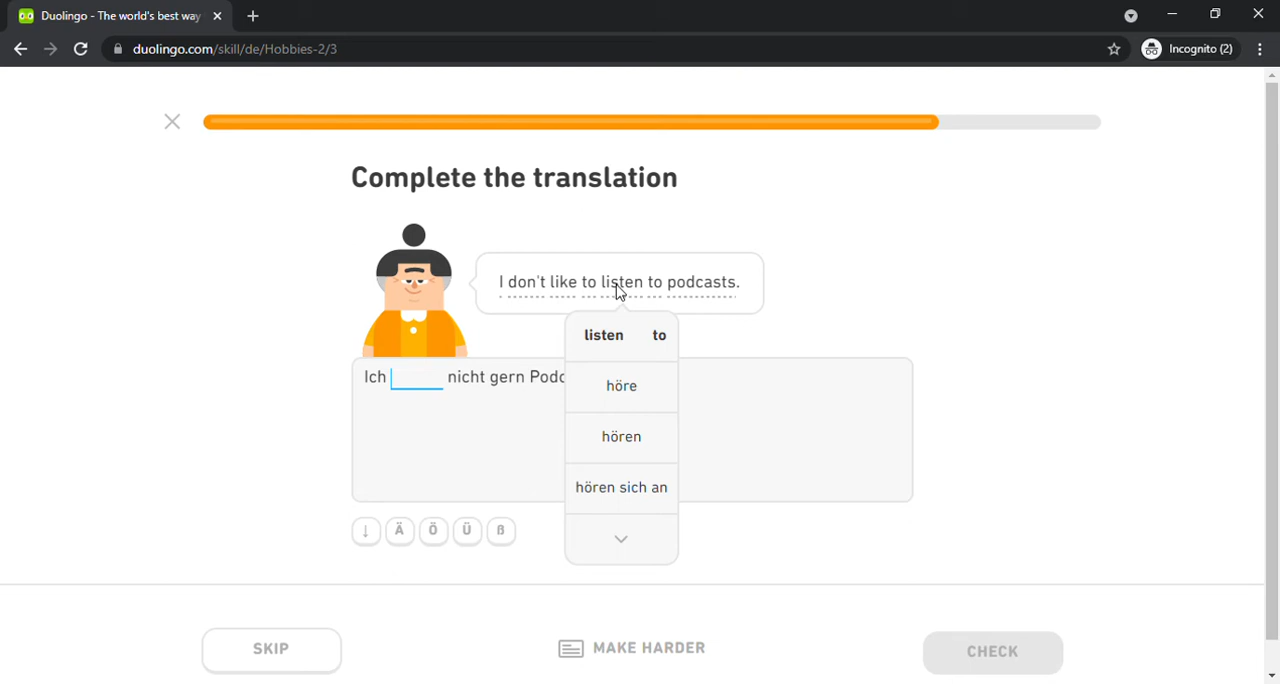 Duolingo - The world's best way
duolingo.com/skill/de/Hobbies-2/3
Incognito (2)
Complete the translation
I don't like to listen to podcasts.
listen to
höre
hören
hören sich an
Ich nicht gern Podc
↓ Ä Ö Ü ß
SKIP
MAKE HARDER
CHECK